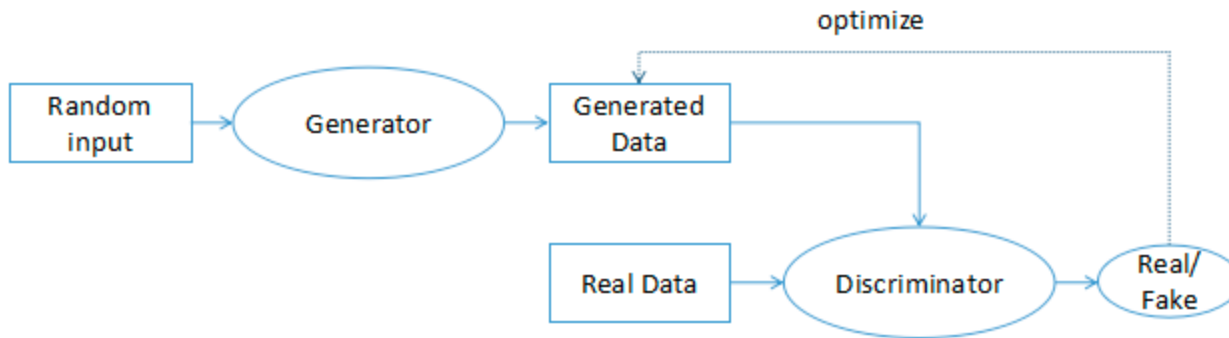 optimize
Random
input
Generator
Generated
Data
Real Data
Discriminator
Real/
Fake